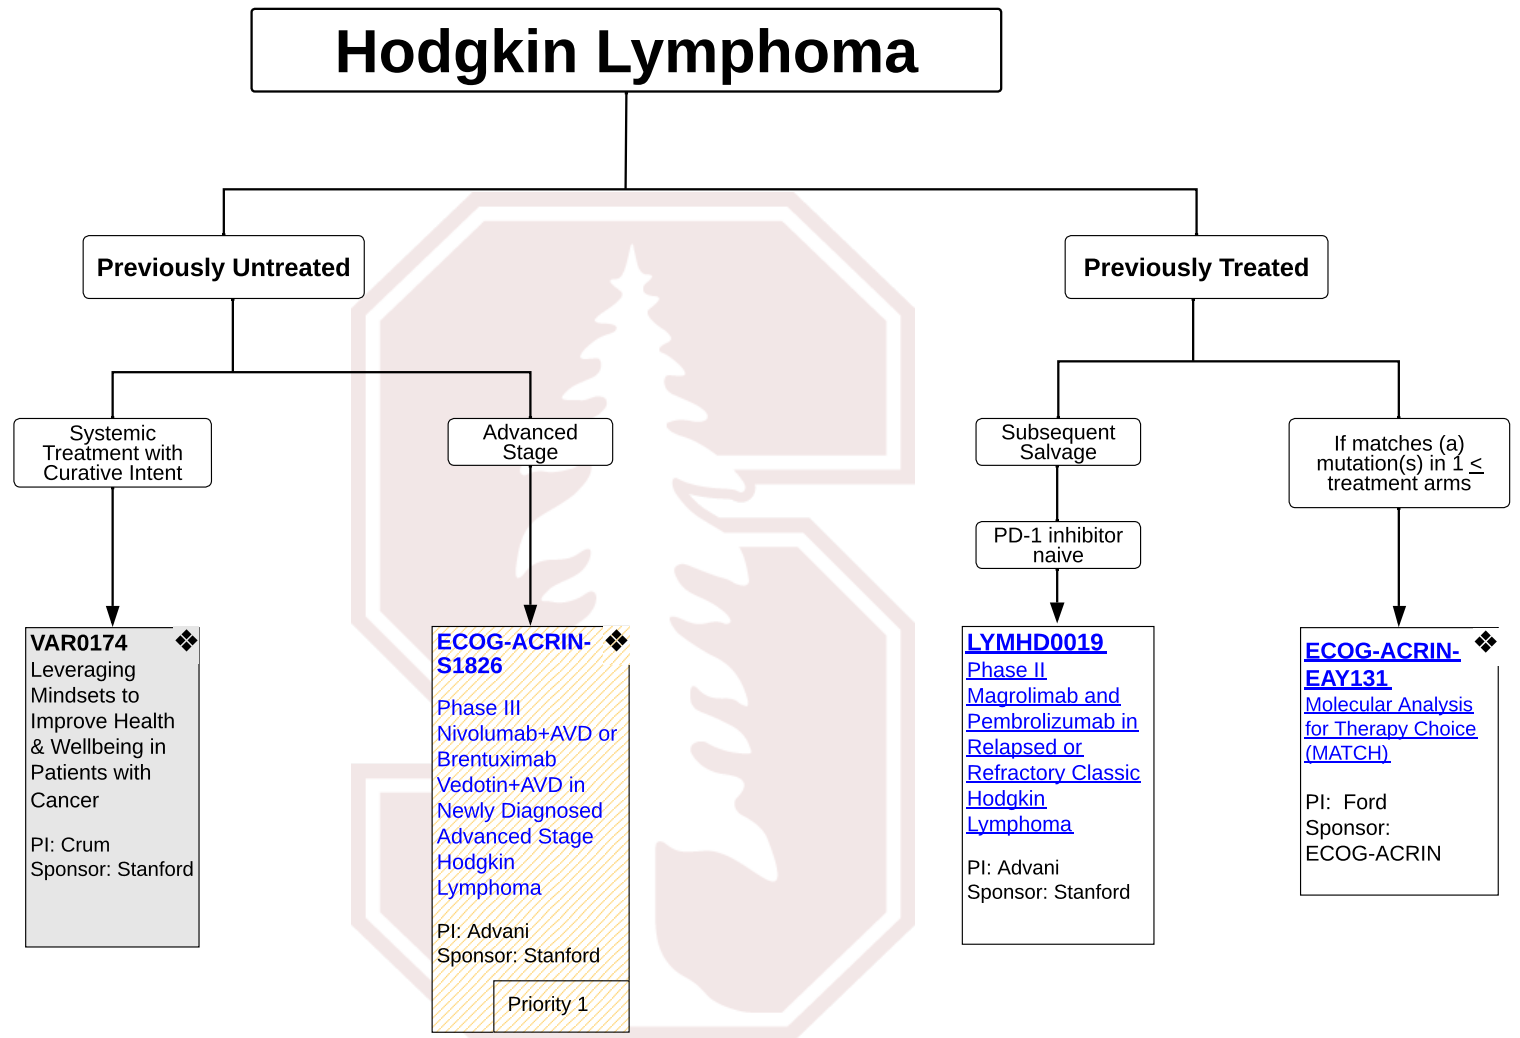 Hodgkin Lymphoma
Previously Untreated
Previously Treated
Systemic
Treatment with
Curative Intent
Advanced
Stage
Subsequent
Salvage
If matches (a)
mutation(s) in 1 <
treatment arms
PD-1 inhibitor
naive
VAR0174
Leveraging
Mindsets to
Improve Health
& Wellbeing in
Patients with
Cancer
PI: Crum
Sponsor: Stanford
ECOG-ACRIN-
S1826
Phase III
Nivolumab+AVD or
Brentuximab
Vedotin+AVD in
Newly Diagnosed
Advanced Stage
Hodgkin
Lymphoma
PI: Advani
Sponsor: Stanford
Priority 1
LYMHD0019
Phase II
Magrolimab and
Pembrolizumab in
Relapsed or
Refractory Classic
Hodgkin
Lymphoma
PI: Advani
Sponsor: Stanford
ECOG-ACRIN-
EAY131
Molecular Analysis
for Therapy Choice
(MATCH)
PI:  Ford
Sponsor:
ECOG-ACRIN